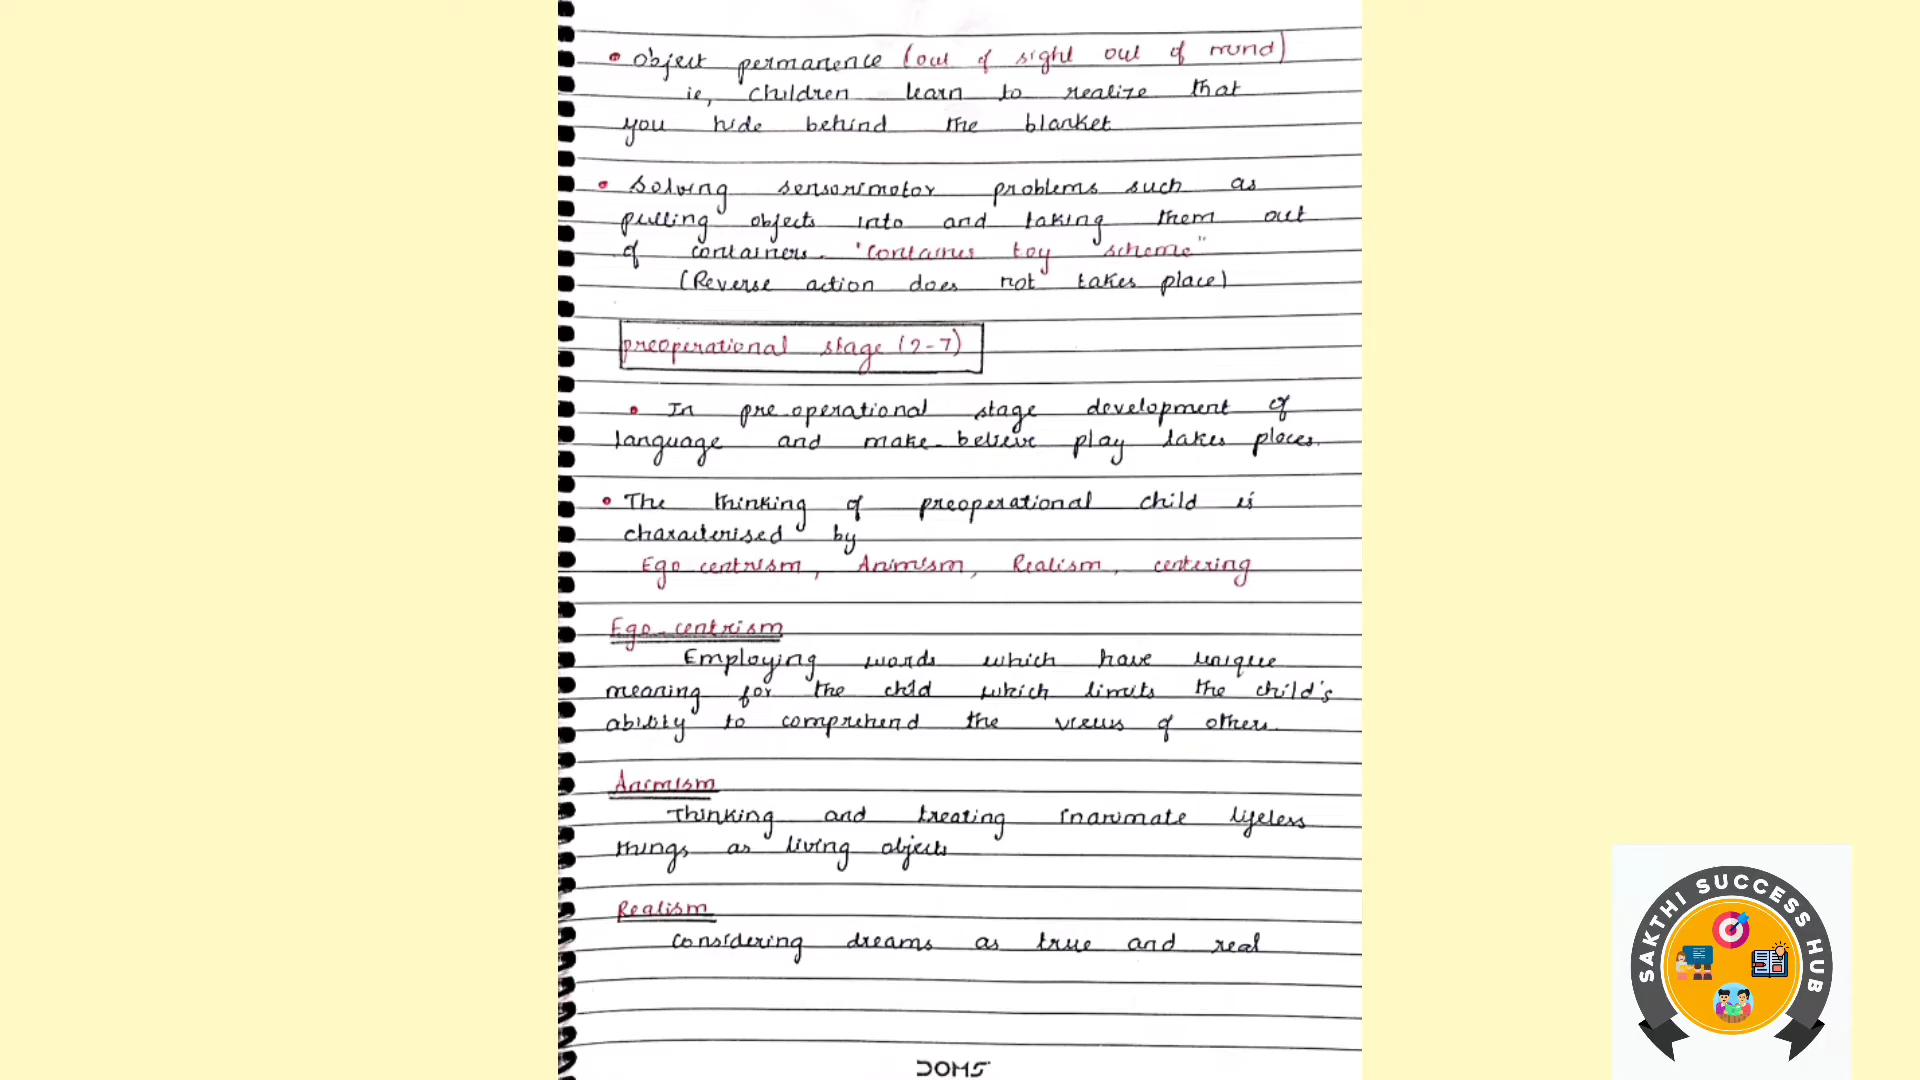 • Object permanence (out of sight out of mind)
ie, children learn to realize that
you hide behind the blanket
• Solving sensorimotor problems such as
pulling objects into and taking them out
of containers. "Container toy scheme"
(Reverse action does not takes place)
preoperational stage (2-7)
• In pre-operational stage development of
language and make-believe play takes places.
• The thinking of preoperational child is
characterised by
Ego centrism, Animism, Realism, centering
Ego-centrism
Employing words which have unique
meaning for the child which limits the child's
ability to comprehend the views of others.
Animism
Thinking and treating inanimate lifeless
things as living objects
Realism
Considering dreams as true and real
DOMS
SAKTHI SUCCESS HUB